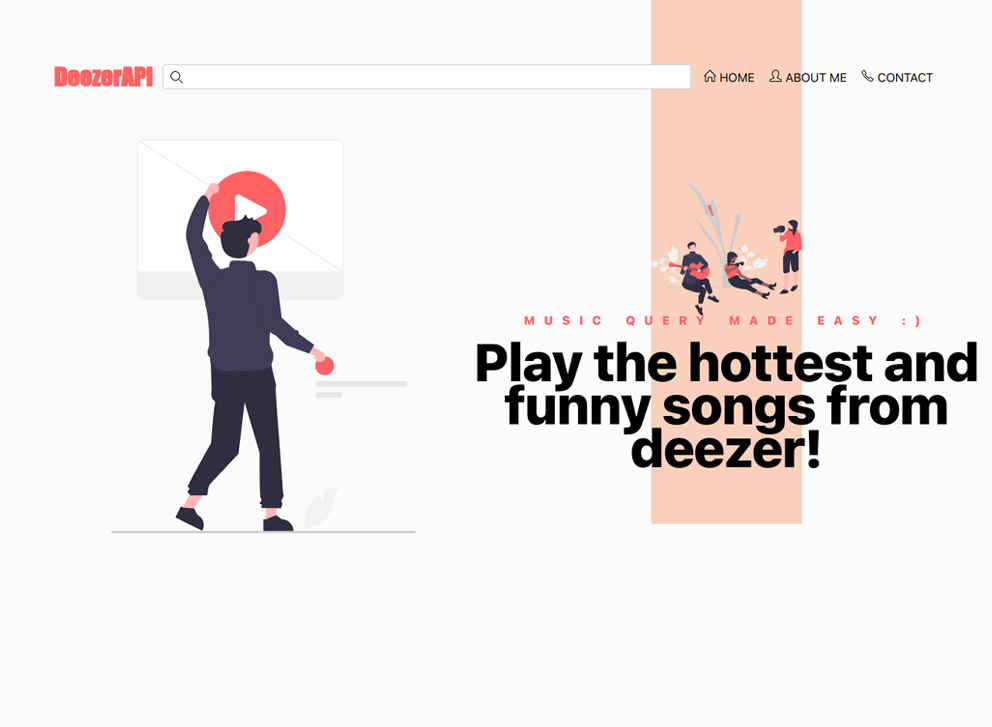 DeezerAPI
HOME
ABOUT ME
CONTACT
MUSIC QUERY MADE EASY :)
Play the hottest and
funny songs from
deezer!